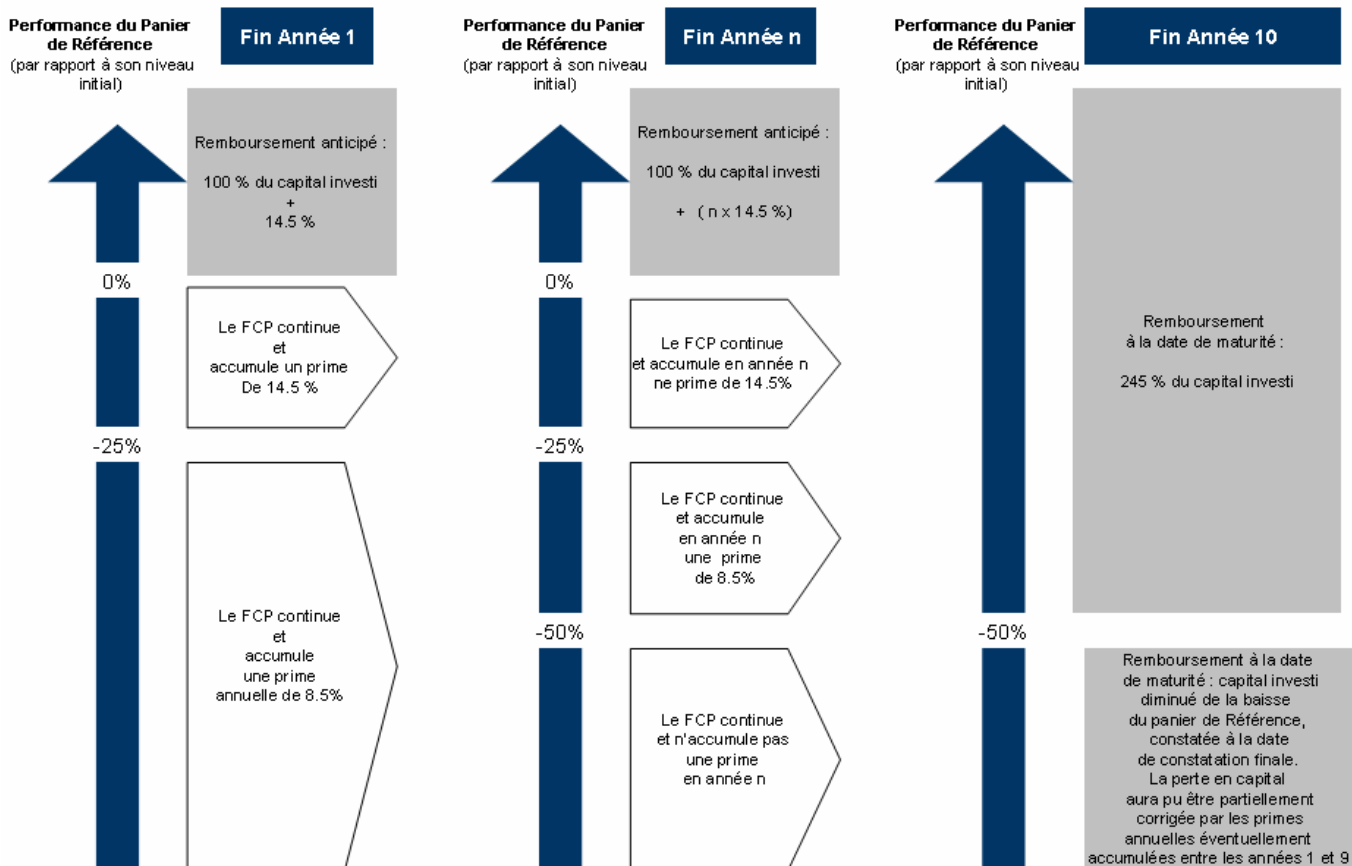 Performance du Panier
de Référence
(par rapport à son niveau
initial)
Fin Année 1
Remboursement anticipé :
100 % du capital investi
+
14.5 %
0%
Le FCP continue
et
accumule un prime
De 14.5 %
-25%
Le FCP continue
et
accumule
une prime
annuelle de 8.5%
Performance du Panier
de Référence
(par rapport à son niveau
initial)
Fin Année n
Remboursement anticipé :
100 % du capital investi
+ ( n x 14.5 %)
0%
Le FCP continue
et accumule en année n
ne prime de 14.5%
-25%
Le FCP continue
et accumule
en année n
une prime
de 8.5%
-50%
Le FCP continue
et n'accumule pas
une prime
en année n
Performance du Panier
de Référence
(par rapport à son niveau
initial)
Fin Année 10
Remboursement
à la date de maturité :
245 % du capital investi
-50%
Remboursement à la date
de maturité : capital investi
diminué de la baisse
du panier de Référence,
constatée à la date
de constatation finale.
La perte en capital
aura pu être partiellement
corrigée par les primes
annuelles éventuellement
accumulées entre les années 1 et 9